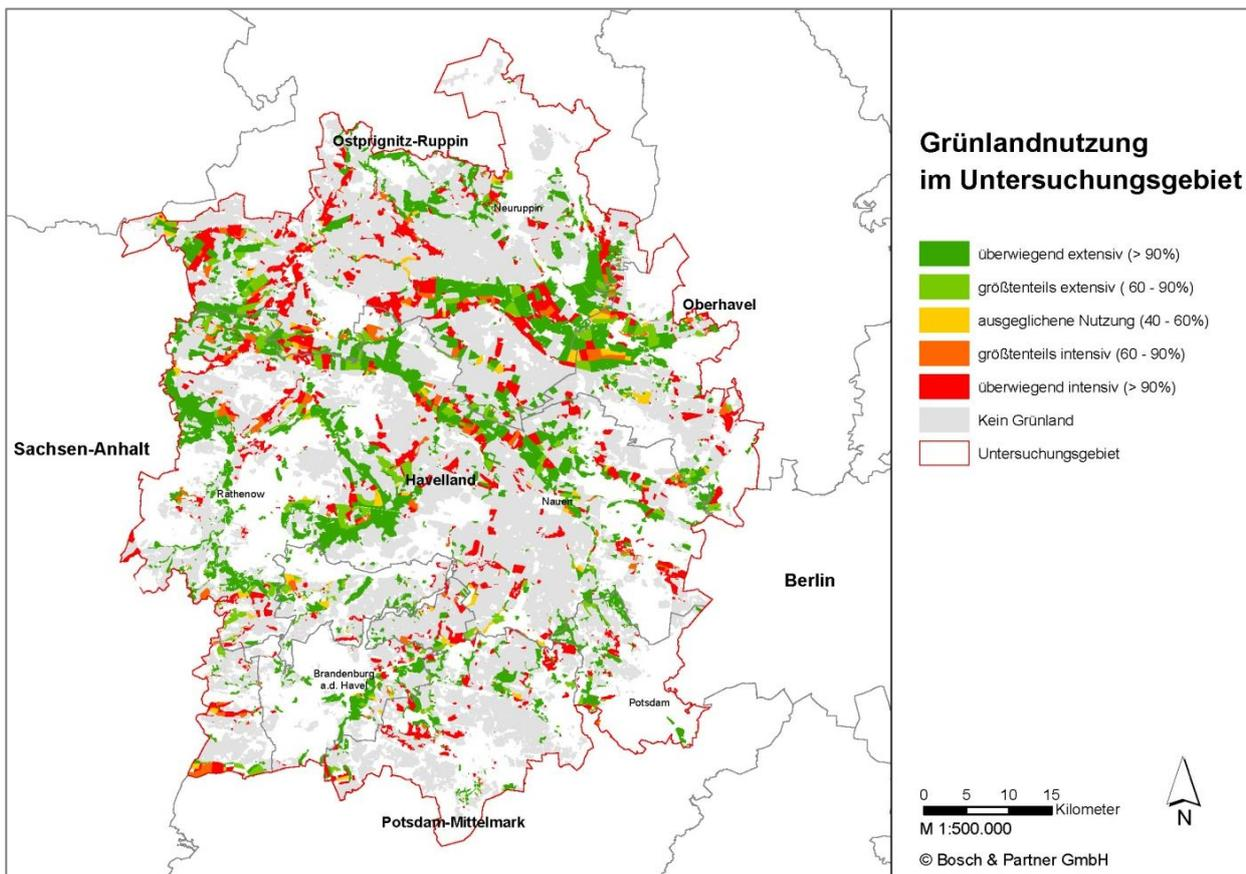 Ostprignitz-Ruppin
Neuruppin
Oberhavel
Sachsen-Anhalt
Rathenow
Havelland
Nauen
Berlin
Brandenburg
a.d. Havel
Potsdam
Potsdam-Mittelmark
Grünlandnutzung
im Untersuchungsgebiet
überwiegend extensiv (> 90%)
größtenteils extensiv ( 60 - 90%)
ausgeglichene Nutzung (40 - 60%)
größtenteils intensiv (60 - 90%)
überwiegend intensiv (> 90%)
Kein Grünland
Untersuchungsgebiet
0 5 10 15
Kilometer
M 1:500.000
N
© Bosch & Partner GmbH